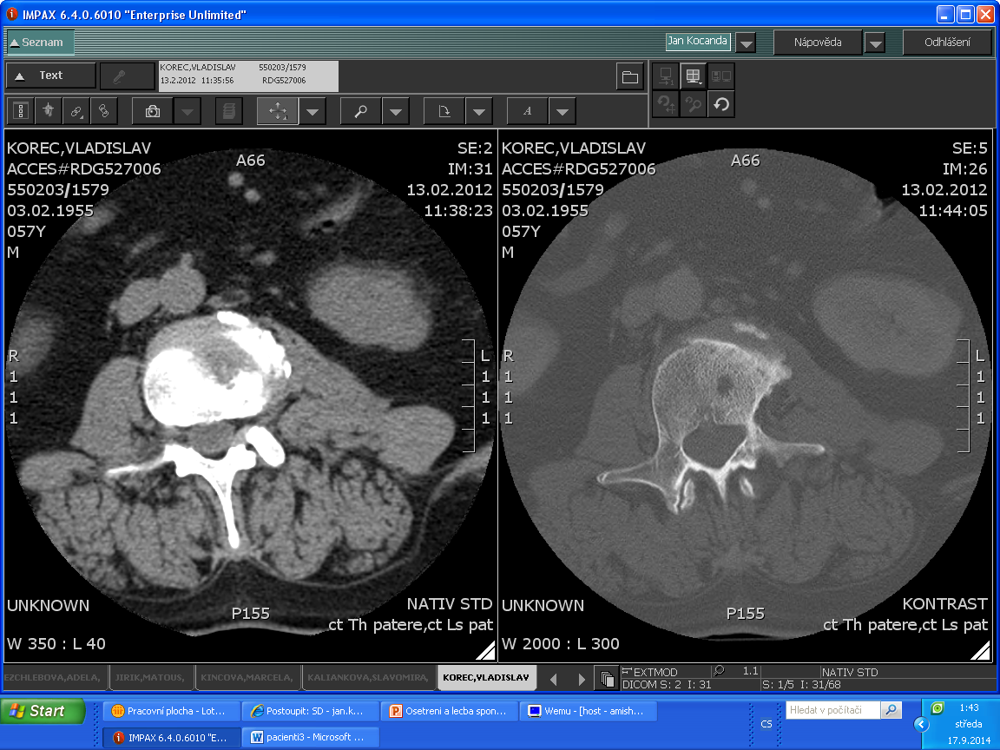 IMPAX 6.4.0.6010 "Enterprise Unlimited"
Seznam
Jan Kocanda
Nápověda
Odhlášení
Text
KOREC,VLADISLAV 550203/1579
13.2.2012 11:35:56 RDG527006
A
KOREC,VLADISLAV
ACCES#RDG527006
550203/1579
03.02.1955
057Y
M
A66
SE:2
IM:31
13.02.2012
11:38:23
R
1
1
1
L
1
1
1
UNKNOWN
P155
NATIV STD
ct Th patere,ct Ls pat
W 350 : L 40
KOREC,VLADISLAV
ACCES#RDG527006
550203/1579
03.02.1955
057Y
M
A66
SE:5
IM:26
13.02.2012
11:44:05
R
1
1
1
L
1
1
1
UNKNOWN
P155
KONTRAST
ct Th patere,ct Ls pat
W 2000 : L 300
EZCHLEBOVA,ADELA,
JIRIK,MATOUS,
KINCOVA,MARCELA,
KALIANKOVA,SLAVOMIRA,
KOREC,VLADISLAV
EXTMOD 1.1 NATIV STD
DICOM S: 2 I: 31 S: 1/5 I: 31/68
Start
Pracovní plocha - Lot...
Postoupit: SD - jan.k...
Osetreni a lecba spon...
Wemu - [host - amish...
IMPAX 6.4.0.6010 "E...
pacienti3 - Microsoft ...
CS
Hledat v počítači
1:43
středa
17.9.2014